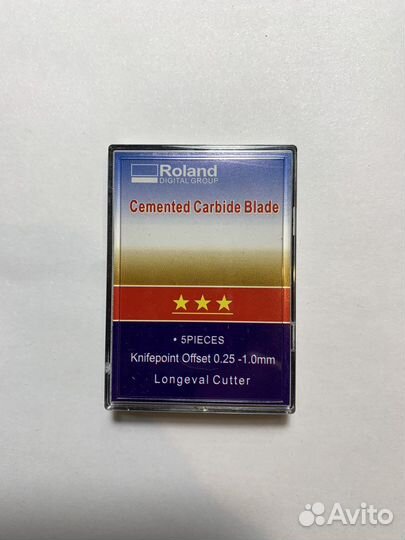 Roland
DIGITAL GROUP
Cemented Carbide Blade
• 5PIECES
Knifepoint Offset 0.25 -1.0mm
Longeval Cutter
Avito